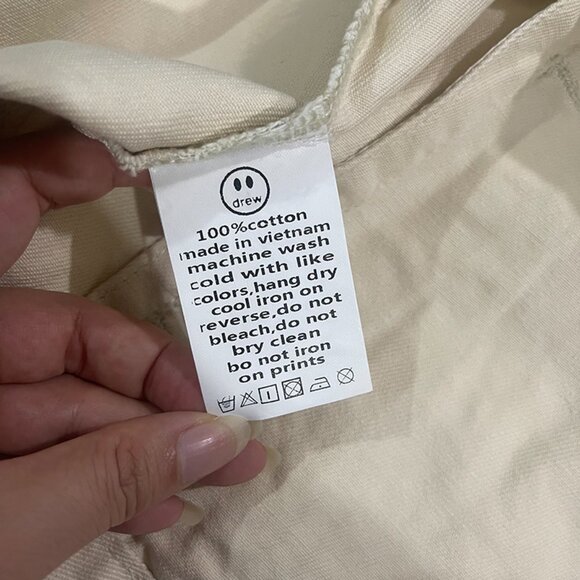 drew
100%cotton
made in vietnam
machine wash
cold with like
colors,hang dry
cool iron on
reverse,do not
bleach,do not
bry clean
bo not iron
on prints